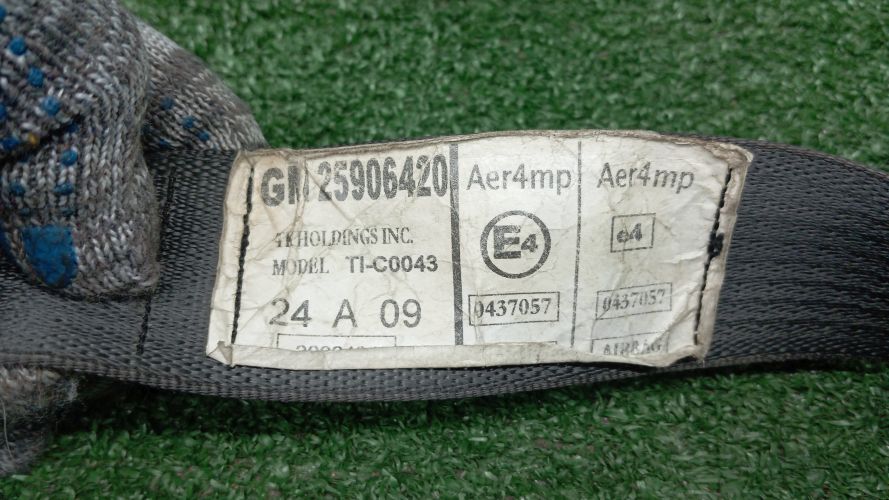 GM 25906420
TKHOLDINGS INC.
MODEL TI-C0043
24 A 09
Aer4mp
E4
0437057
Aer4mp
e4
0437057
AIRBAG